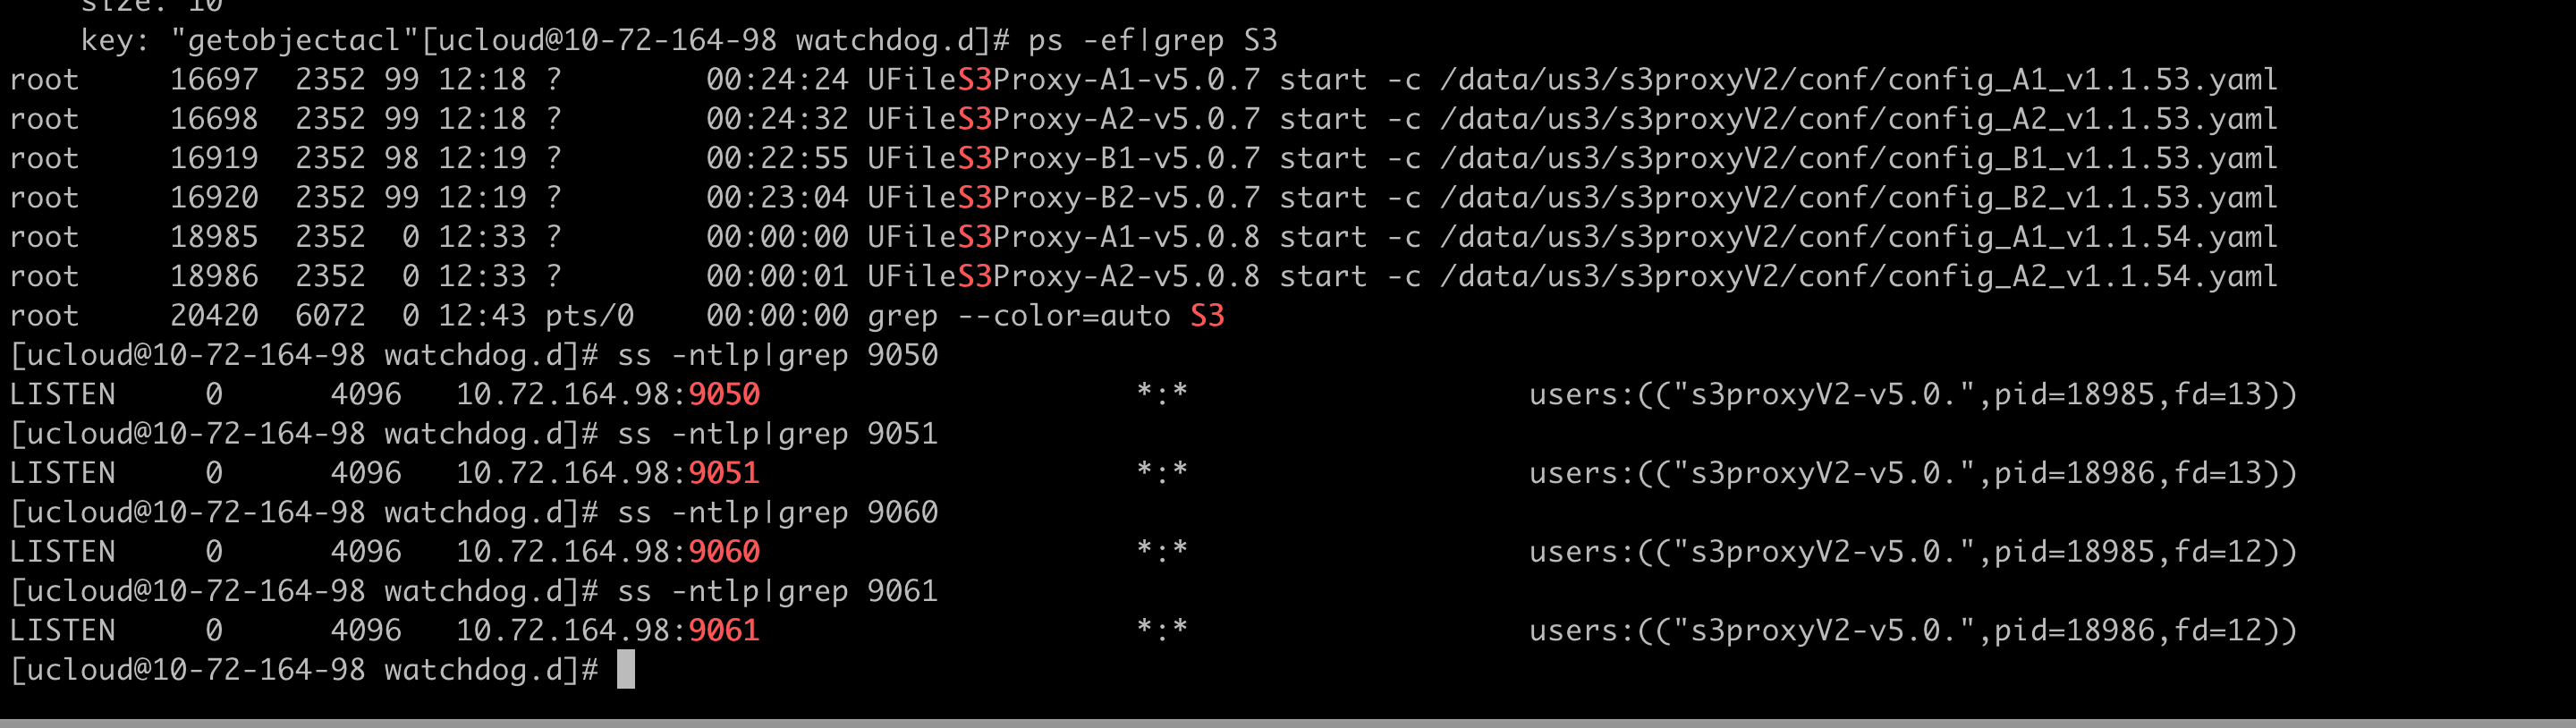 size: 10
key: "getobjectacl"[ucloud@10-72-164-98 watchdog.d]# ps -ef|grep S3
root 16697 2352 99 12:18 ? 00:24:24 UFileS3Proxy-A1-v5.0.7 start -c /data/us3/s3proxyV2/conf/config_A1_v1.1.53.yaml
root 16698 2352 99 12:18 ? 00:24:32 UFileS3Proxy-A2-v5.0.7 start -c /data/us3/s3proxyV2/conf/config_A2_v1.1.53.yaml
root 16919 2352 98 12:19 ? 00:22:55 UFileS3Proxy-B1-v5.0.7 start -c /data/us3/s3proxyV2/conf/config_B1_v1.1.53.yaml
root 16920 2352 99 12:19 ? 00:23:04 UFileS3Proxy-B2-v5.0.7 start -c /data/us3/s3proxyV2/conf/config_B2_v1.1.53.yaml
root 18985 2352 0 12:33 ? 00:00:00 UFileS3Proxy-A1-v5.0.8 start -c /data/us3/s3proxyV2/conf/config_A1_v1.1.54.yaml
root 18986 2352 0 12:33 ? 00:00:01 UFileS3Proxy-A2-v5.0.8 start -c /data/us3/s3proxyV2/conf/config_A2_v1.1.54.yaml
root 20420 6072 0 12:43 pts/0 00:00:00 grep --color=auto S3
[ucloud@10-72-164-98 watchdog.d]# ss -ntlp|grep 9050
LISTEN 0 4096 10.72.164.98:9050 *:* users:(("s3proxyV2-v5.0.",pid=18985,fd=13))
[ucloud@10-72-164-98 watchdog.d]# ss -ntlp|grep 9051
LISTEN 0 4096 10.72.164.98:9051 *:* users:(("s3proxyV2-v5.0.",pid=18986,fd=13))
[ucloud@10-72-164-98 watchdog.d]# ss -ntlp|grep 9060
LISTEN 0 4096 10.72.164.98:9060 *:* users:(("s3proxyV2-v5.0.",pid=18985,fd=12))
[ucloud@10-72-164-98 watchdog.d]# ss -ntlp|grep 9061
LISTEN 0 4096 10.72.164.98:9061 *:* users:(("s3proxyV2-v5.0.",pid=18986,fd=12))
[ucloud@10-72-164-98 watchdog.d]#